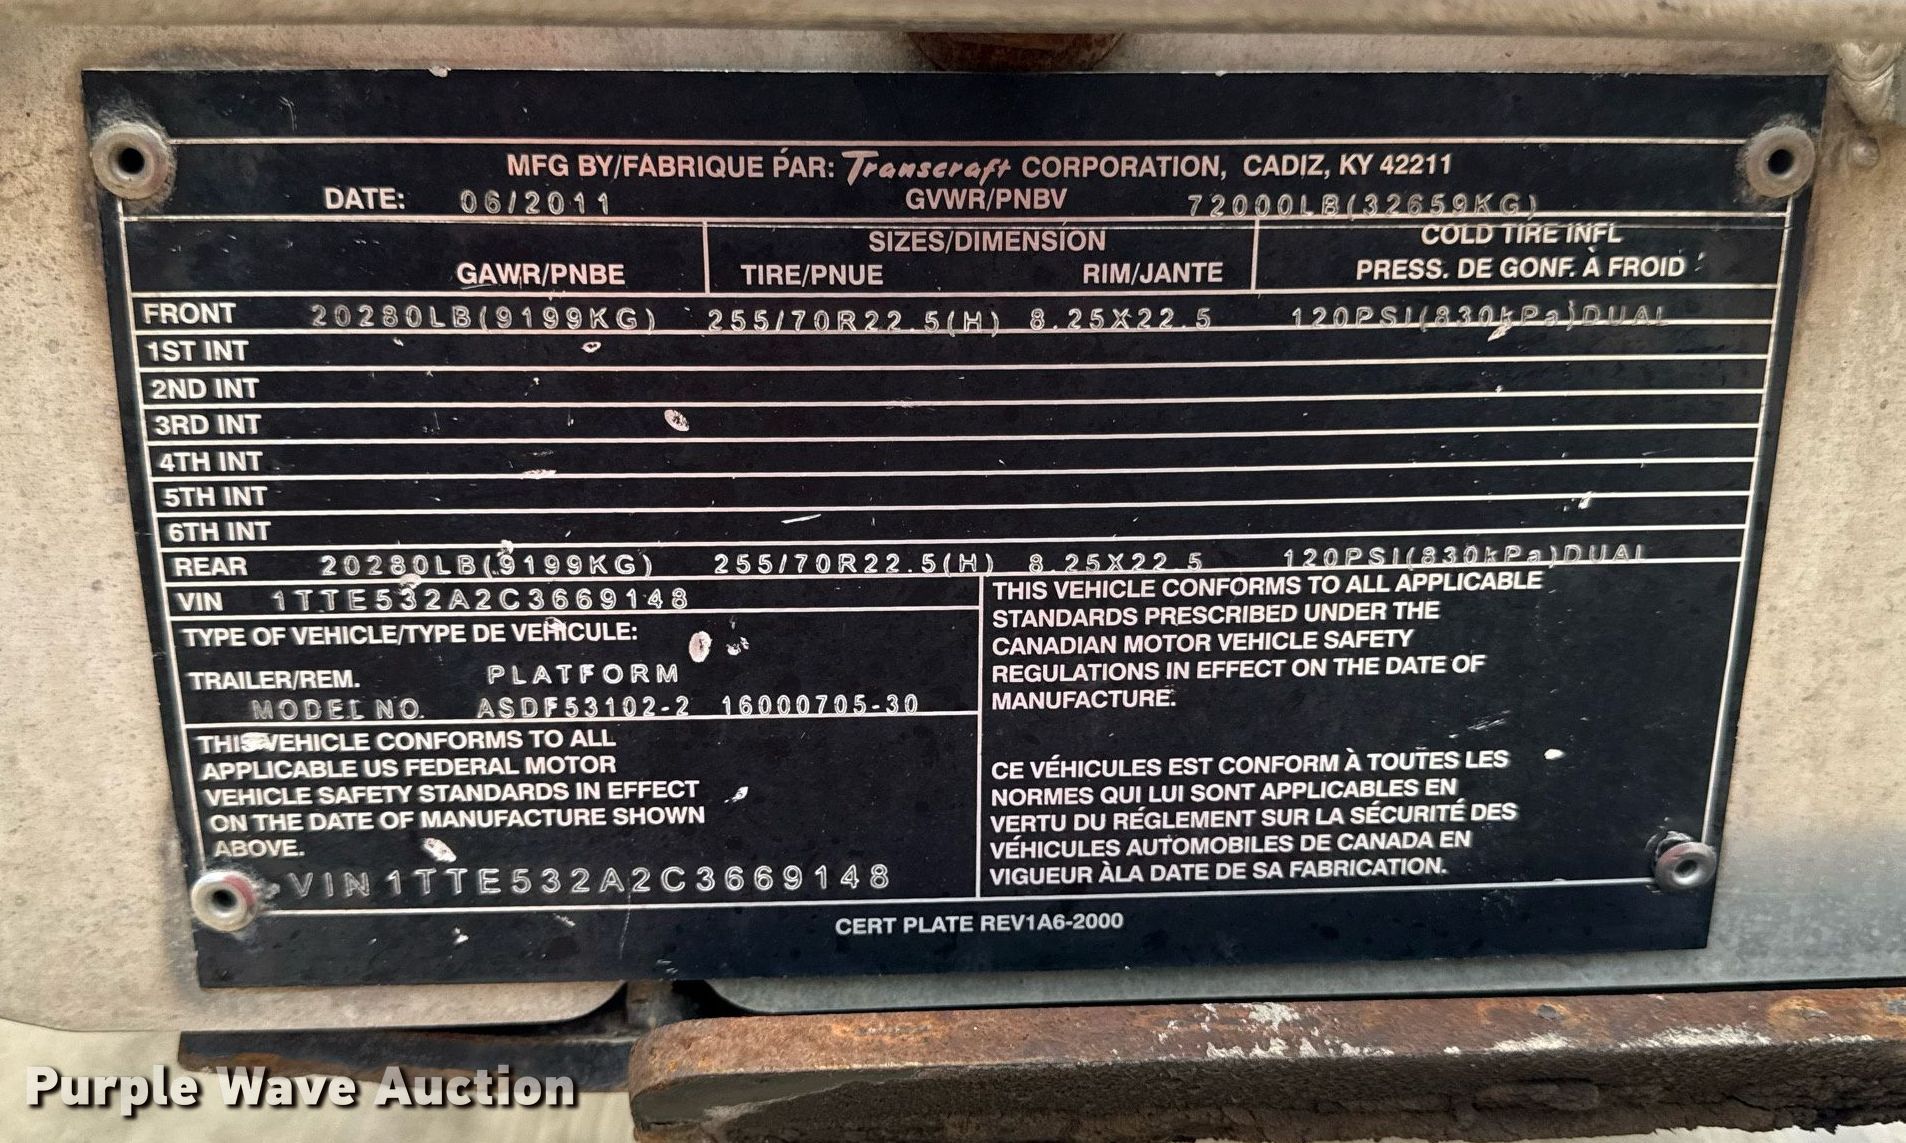 MFG BY/FABRIQUE PAR: Transcraft CORPORATION, CADIZ, KY 42211
DATE: 06/2011 GVWR/PNBV 72000LB(32659KG)
SIZES/DIMENSION COLD TIRE INFL
GAWR/PNBE TIRE/PNUE RIM/JANTE PRESS. DE GONF. À FROID
FRONT 20280LB(9199KG) 255/70R22.5(H) 8.25X22.5 120PSI(830kPa)DUAL
1ST INT
2ND INT
3RD INT
4TH INT
5TH INT
6TH INT
REAR 20280LB(9199KG) 255/70R22.5(H) 8.25X22.5 120PSI(830kPa)DUAL
VIN 1TTE532A2C3669148
TYPE OF VEHICLE/TYPE DE VEHICULE:
TRAILER/REM. PLATFORM
MODEL NO. ASDF53102-2 16000705-30
THIS VEHICLE CONFORMS TO ALL
APPLICABLE US FEDERAL MOTOR
VEHICLE SAFETY STANDARDS IN EFFECT
ON THE DATE OF MANUFACTURE SHOWN
ABOVE.
VIN 1TTE532A2C3669148
THIS VEHICLE CONFORMS TO ALL APPLICABLE
STANDARDS PRESCRIBED UNDER THE
CANADIAN MOTOR VEHICLE SAFETY
REGULATIONS IN EFFECT ON THE DATE OF
MANUFACTURE.
CE VÉHICULES EST CONFORM À TOUTES LES
NORMES QUI LUI SONT APPLICABLES EN
VERTU DU RÉGLEMENT SUR LA SÉCURITÉ DES
VÉHICULES AUTOMOBILES DE CANADA EN
VIGUEUR ÀLA DATE DE SA FABRICATION.
CERT PLATE REV1A6-2000
Purple Wave Auction